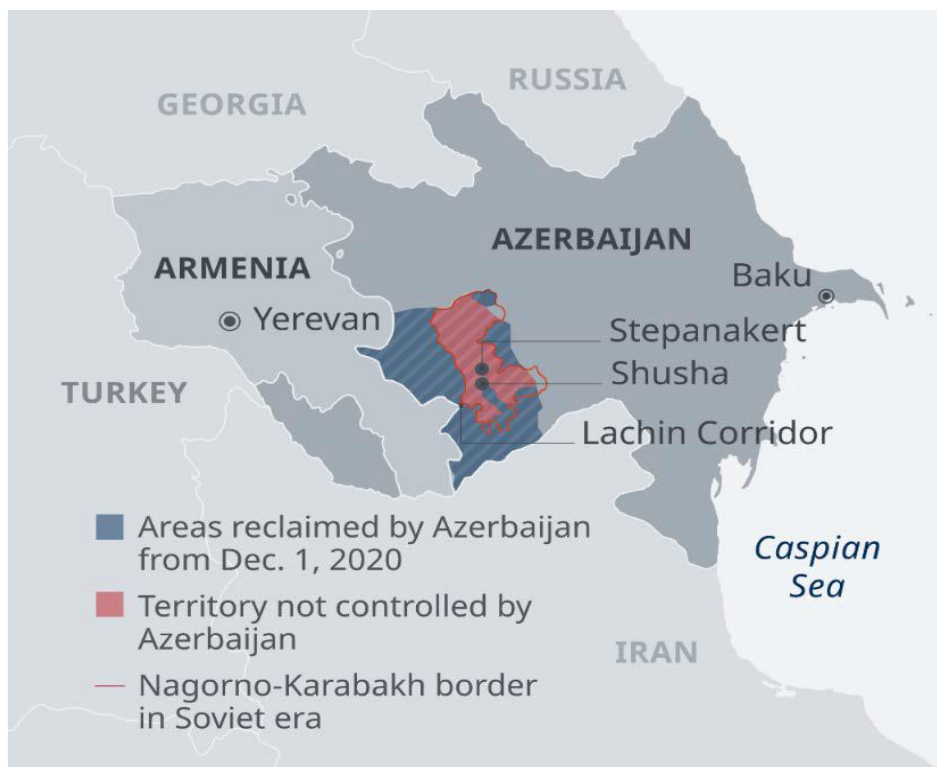 RUSSIA
GEORGIA
AZERBAIJAN
ARMENIA
Baku
Yerevan
Stepanakert
Shusha
TURKEY
Lachin Corridor
Areas reclaimed by Azerbaijan
from Dec. 1, 2020
Caspian
Sea
Territory not controlled by
Azerbaijan
IRAN
Nagorno-Karabakh border
in Soviet era